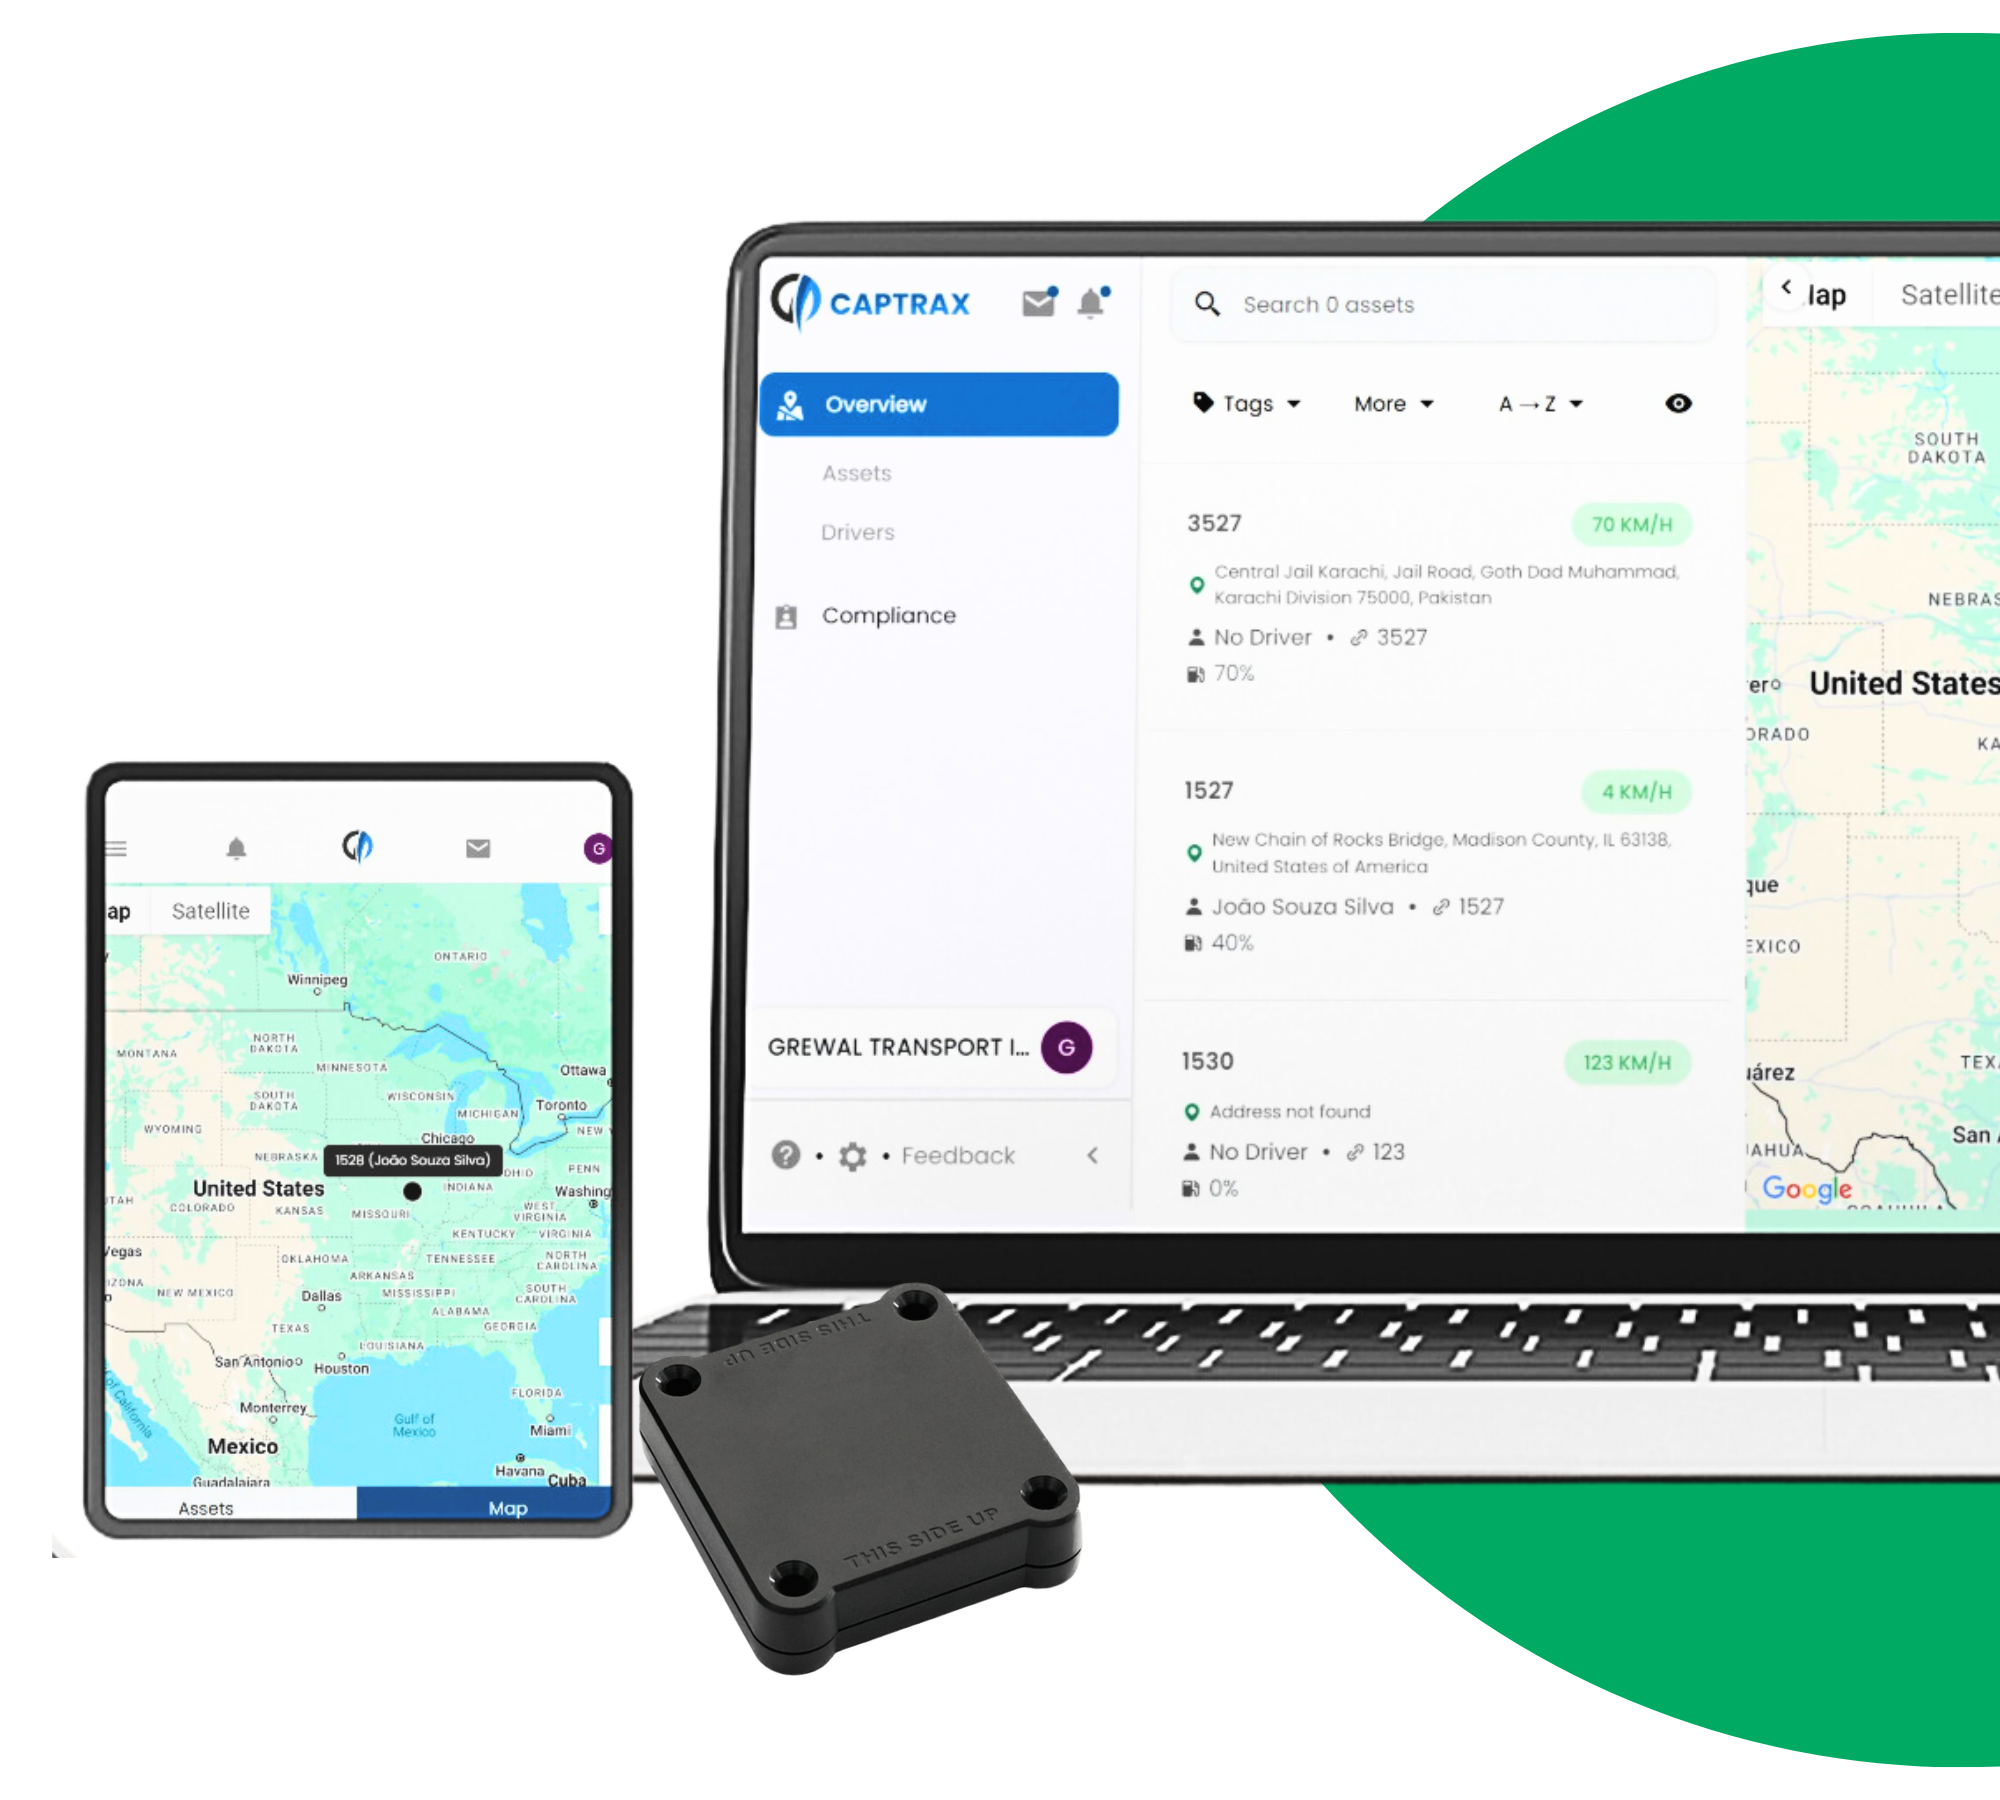 CAPTRAX
Overview
Assets
Drivers
Compliance
GREWAL TRANSPORT I...
G
Feedback
Search 0 assets
Tags
More
A → Z
3527
70 KM/H
Central Jail Karachi, Jail Road, Goth Dad Muhammad,
Karachi Division 75000, Pakistan
No Driver • 3527
70%
1527
4 KM/H
New Chain of Rocks Bridge, Madison County, IL 63138,
United States of America
João Souza Silva • 1527
40%
1530
123 KM/H
Address not found
No Driver • 123
0%
lap
Satellite
SOUTH
DAKOTA
NEBRAS
United States
ORADO
KA
que
EXICO
TEX
uárez
San
AHUA
Google
G
ap
Satellite
ONTARIO
Winnipeg
MONTANA
NORTH
DAKOTA
MINNESOTA
Ottawa
SOUTH
DAKOTA
WISCONSIN
MICHIGAN
Toronto
WYOMING
NEW
Chicago
NEBRASKA
1528 (João Souza Silva)
OHIO
PENN
United States
INDIANA
Washing
UTAH
COLORADO
KANSAS
MISSOURI
WEST
VIRGINIA
KENTUCKY
VIRGINIA
Vegas
OKLAHOMA
TENNESSEE
NORTH
CAROLINA
ARKANSAS
IZONA
NEW MEXICO
Dallas
MISSISSIPPI
SOUTH
CAROLINA
ALABAMA
TEXAS
GEORGIA
LOUISIANA
San Antonio
Houston
FLORIDA
of California
Monterrey
Gulf of
Mexico
Miami
Mexico
Havana
Cuba
Guadalajara
Assets
Map
THIS SIDE UP
THIS SIDE UP